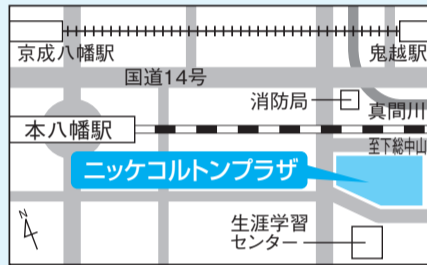 京成八幡駅
鬼越駅
国道14号
消防局
真間川
本八幡駅
至下総中山
ニッケコルトンプラザ
生涯学習
センター
N